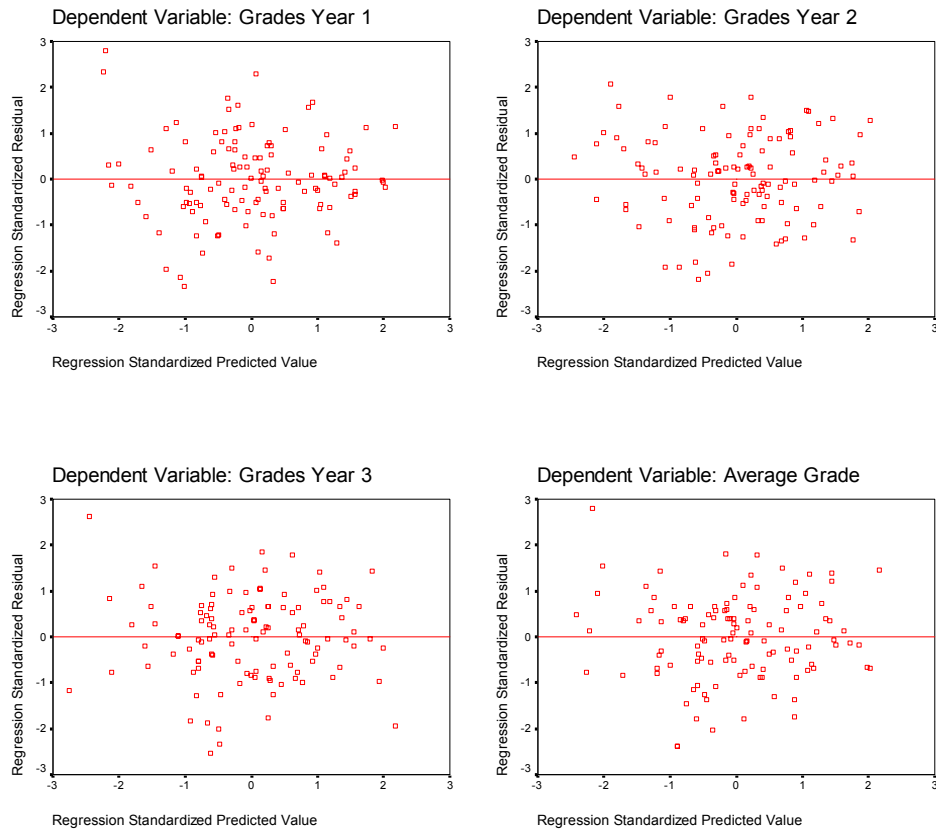 Dependent Variable: Grades Year 1
3
2
1
0
-1
-2
-3
Regression Standardized Residual
-3 -2 -1 0 1 2 3
Regression Standardized Predicted Value
Dependent Variable: Grades Year 2
3
2
1
0
-1
-2
-3
Regression Standardized Residual
-3 -2 -1 0 1 2 3
Regression Standardized Predicted Value
Dependent Variable: Grades Year 3
3
2
1
0
-1
-2
-3
Regression Standardized Residual
-3 -2 -1 0 1 2 3
Regression Standardized Predicted Value
Dependent Variable: Average Grade
3
2
1
0
-1
-2
-3
Regression Standardized Residual
-3 -2 -1 0 1 2 3
Regression Standardized Predicted Value